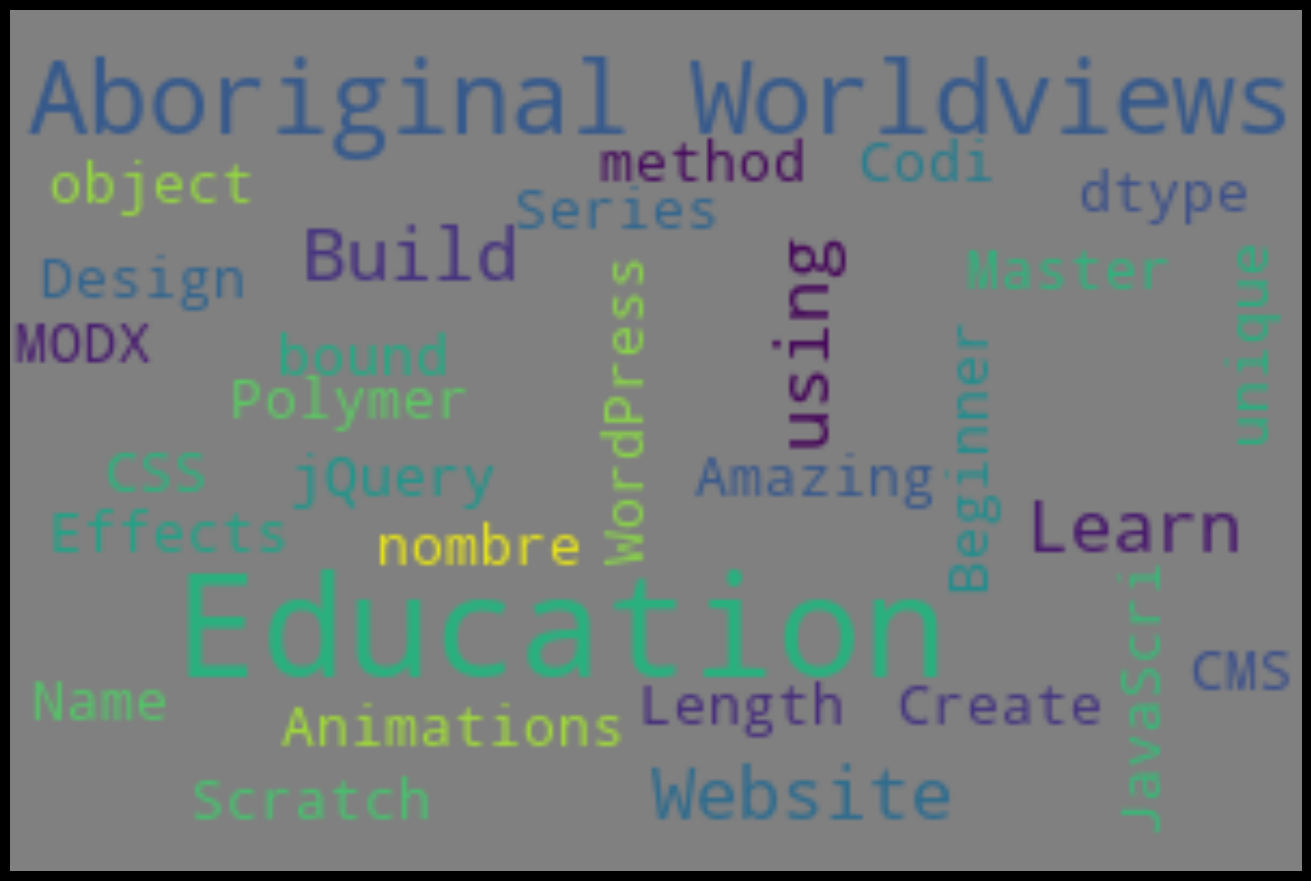 Aboriginal Worldviews
method
Codi
object
dtype
Series
Build
using
Master
unique
Design
WordPress
MODX
bound
Beginner
Polymer
CSS
jQuery
Amazing
Learn
Effects
nombre
Education
JavaScri
CMS
Name
Length
Create
Animations
Website
Scratch